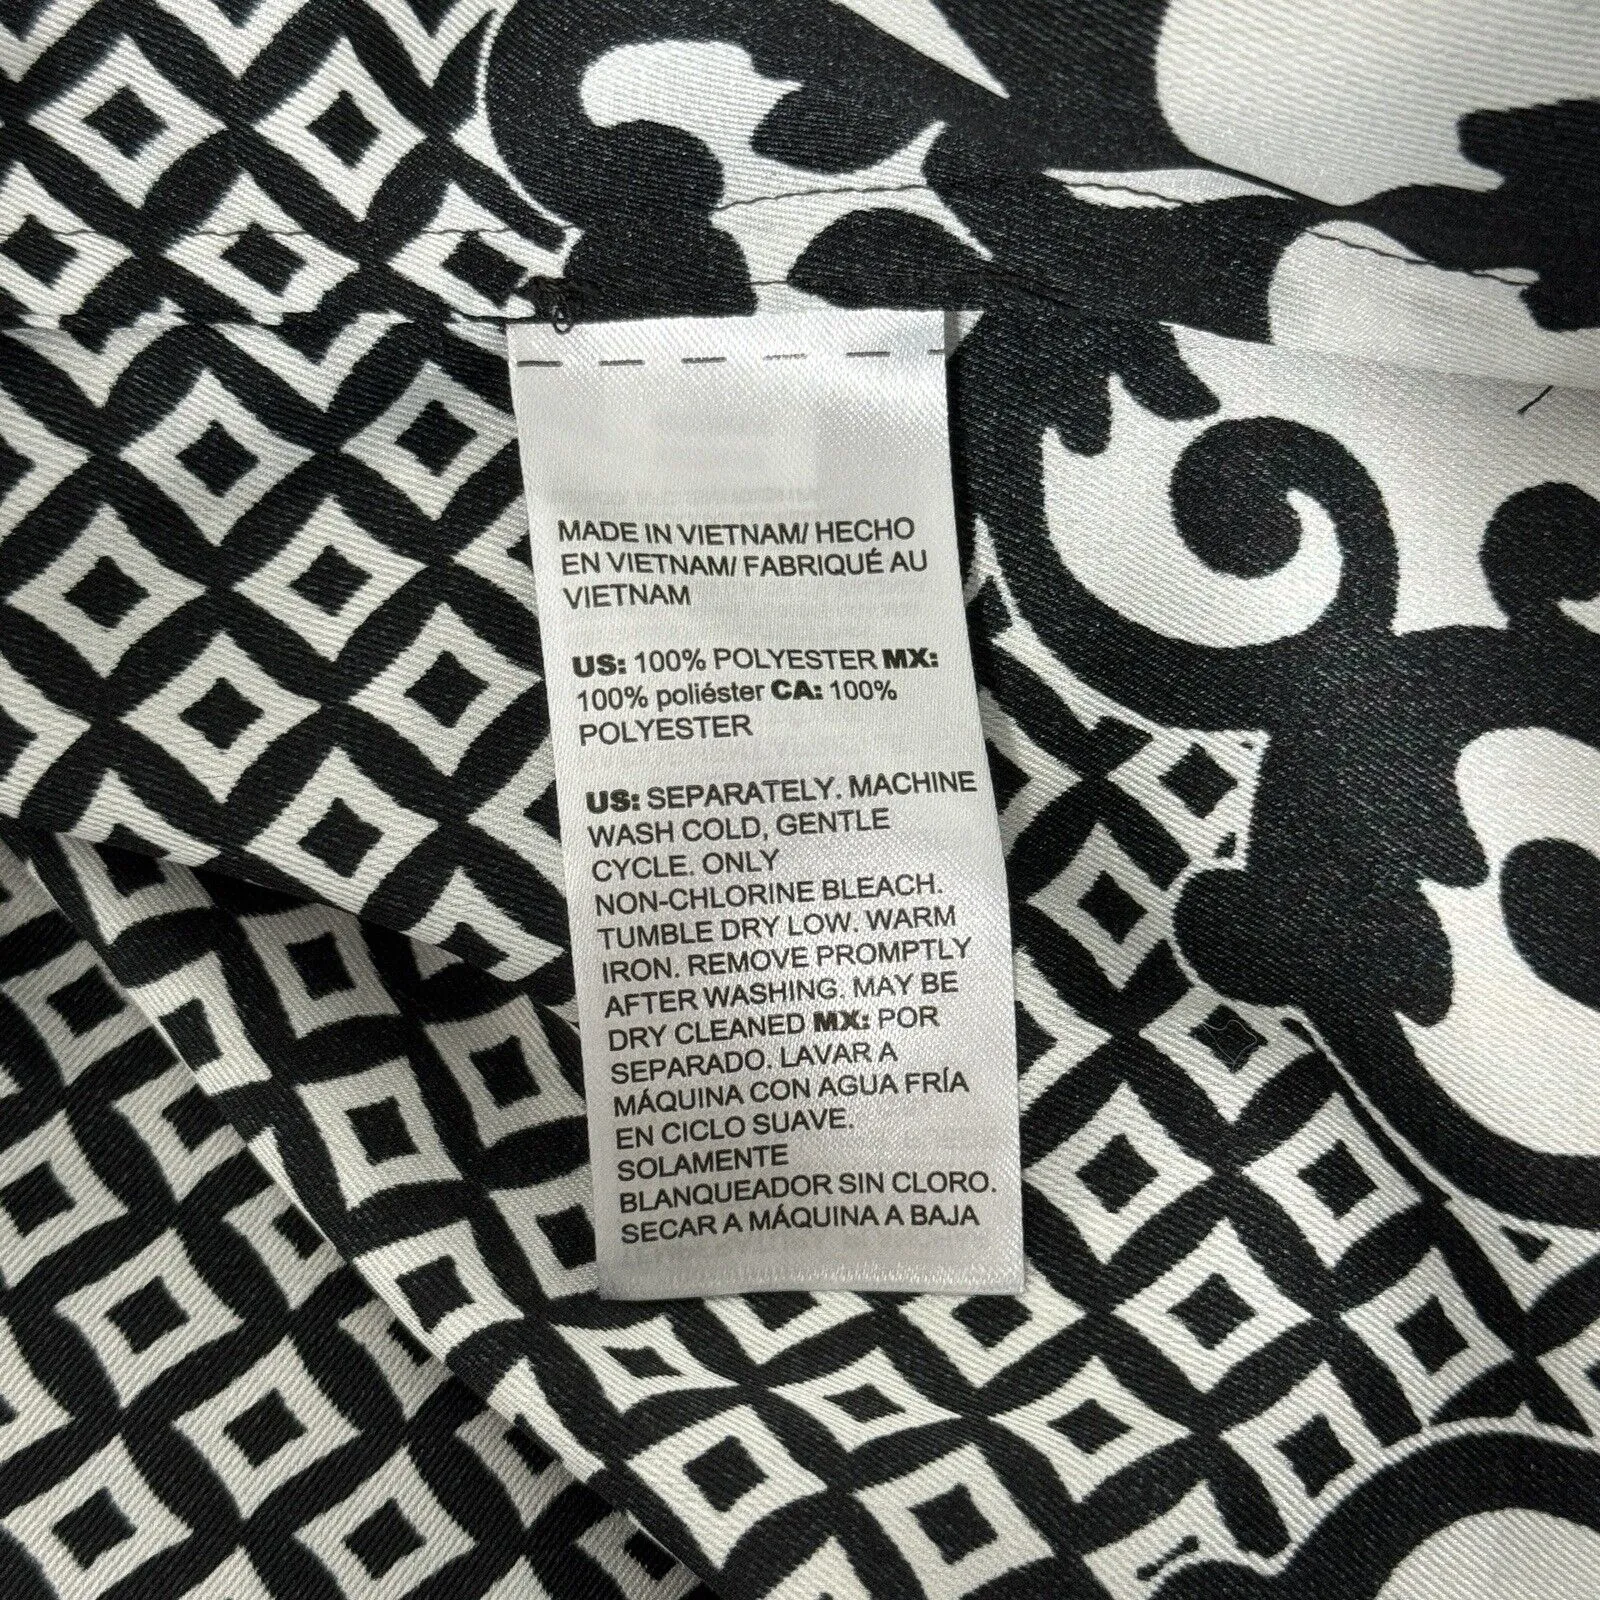 MADE IN VIETNAM/ HECHO
EN VIETNAM/ FABRIQUÉ AU
VIETNAM
US: 100% POLYESTER MX:
100% poliéster CA: 100%
POLYESTER
US: SEPARATELY. MACHINE
WASH COLD, GENTLE
CYCLE. ONLY
NON-CHLORINE BLEACH.
TUMBLE DRY LOW. WARM
IRON. REMOVE PROMPTLY
AFTER WASHING. MAY BE
DRY CLEANED MX: POR
SEPARADO. LAVAR A
MÁQUINA CON AGUA FRÍA
EN CICLO SUAVE.
SOLAMENTE
BLANQUEADOR SIN CLORO.
SECAR A MÁQUINA A BAJA